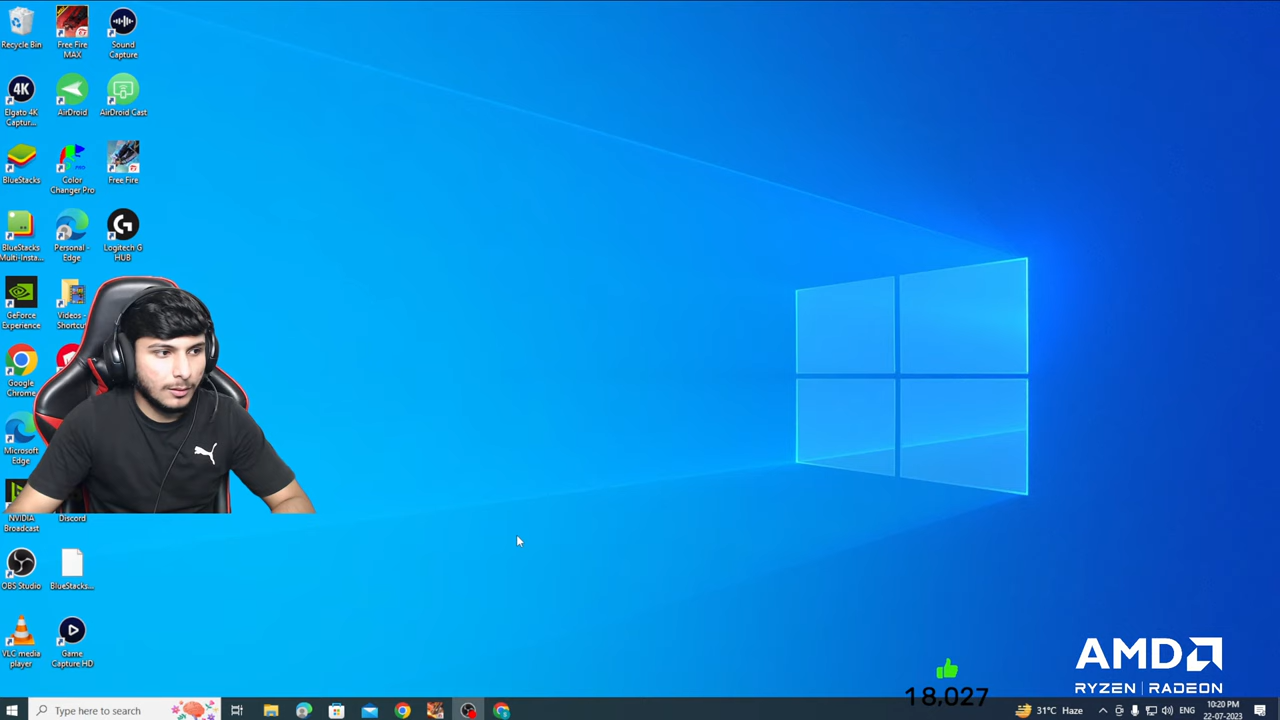 Recycle Bin
Free Fire
MAX
Sound
Capture
4K
Elgato 4K
Captur...
AirDroid
AirDroid Cast
BlueStacks
Color
Changer Pro
Free Fire
BlueStacks
Multi-Insta...
Personal -
Edge
Logitech G
HUB
GeForce
Experience
Videos -
Shortcu
Google
Chrome
Microsoft
Edge
NVIDIA
Broadcast
Discord
OBS Studio
BlueStacks...
VLC media
player
Game
Capture HD
AMD
RYZEN | RADEON
18,027
Type here to search
31°C Haze
ENG
10:20 PM
22-07-2023